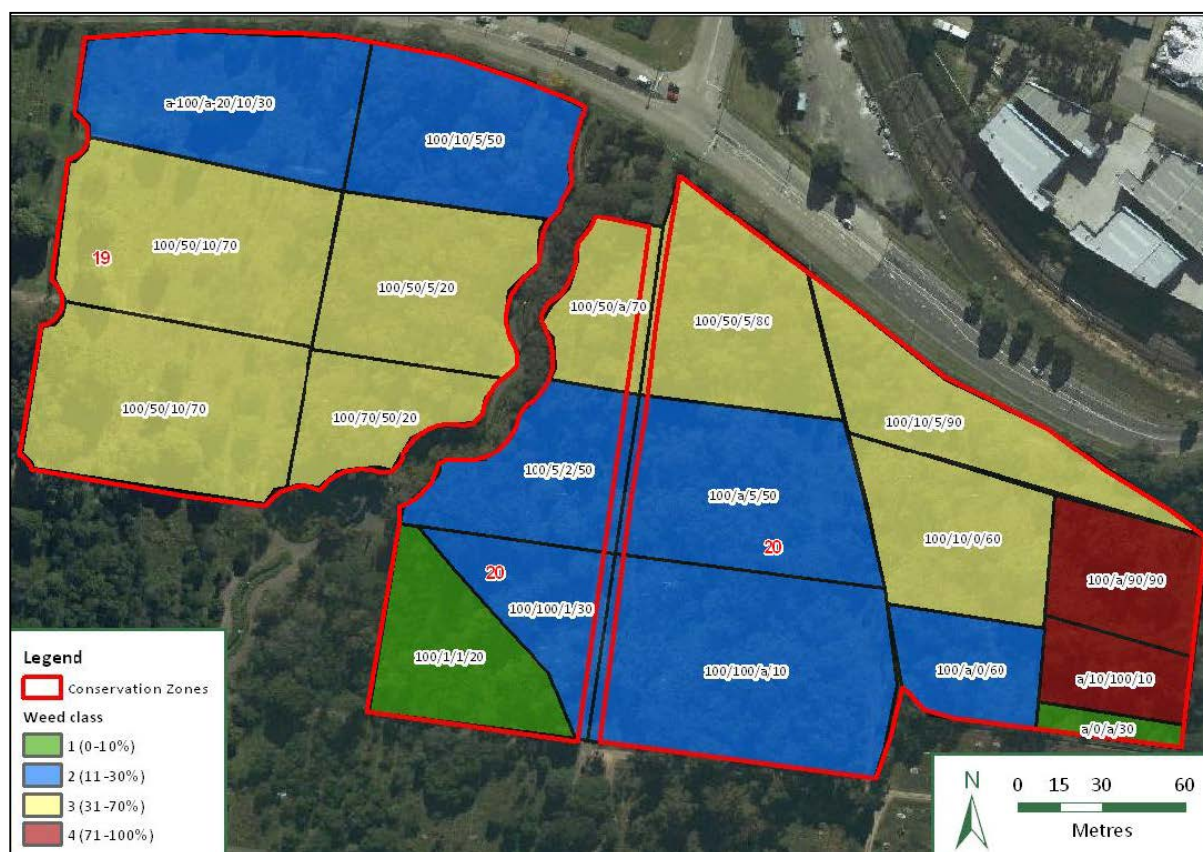 a-100/a-20/10/30
100/10/5/50
100/50/10/70
19
100/50/5/20
100/50/a/70
100/50/5/80
100/50/10/70
100/70/50/20
100/10/5/90
100/5/2/50
100/a/5/50
20
100/10/0/60
20
100/100/1/30
100/a/90/90
100/1/1/20
100/100/a/10
100/a/0/60
a/10/100/10
a/0/a/30
Legend
Conservation Zones
Weed class
1 (0-10%)
2 (11-30%)
3 (31-70%)
4 (71-100%)
N
0 15 30 60
Metres